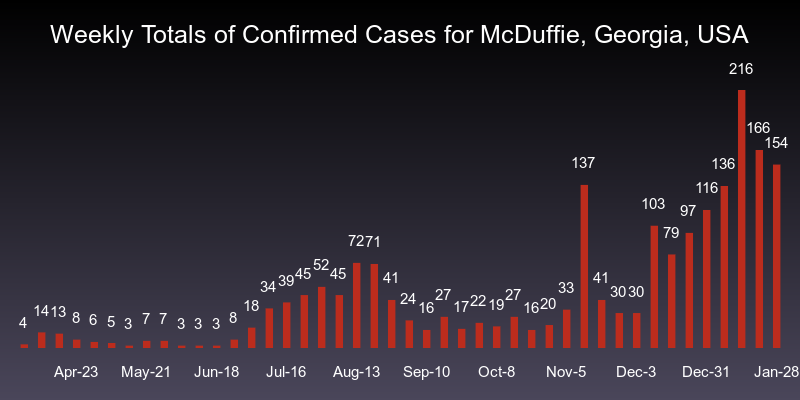 Weekly Totals of Confirmed Cases for McDuffie, Georgia, USA
4 14 13 8 6 5 3 7 7 3 3 3 8 18 34 39 45 52 45 72 71 41 24 16 27 17 22 19 27 16 20 33 137 41 30 30 103 79 97 116 136 216 166 154
Apr-23 May-21 Jun-18 Jul-16 Aug-13 Sep-10 Oct-8 Nov-5 Dec-3 Dec-31 Jan-28